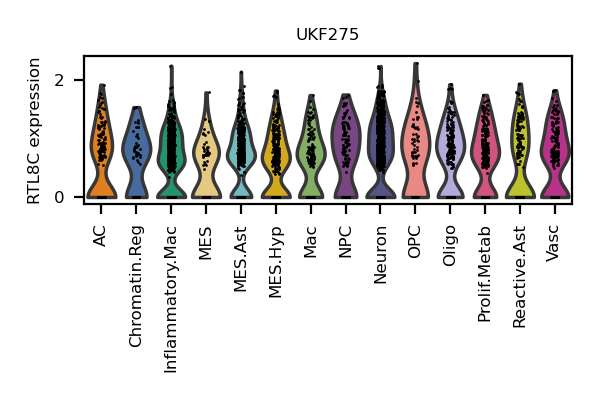 UKF275
RTL8C expression
2
0
AC
Chromatin.Reg
Inflammatory.Mac
MES
MES.Ast
MES.Hyp
Mac
NPC
Neuron
OPC
Oligo
Prolif.Metab
Reactive.Ast
Vasc